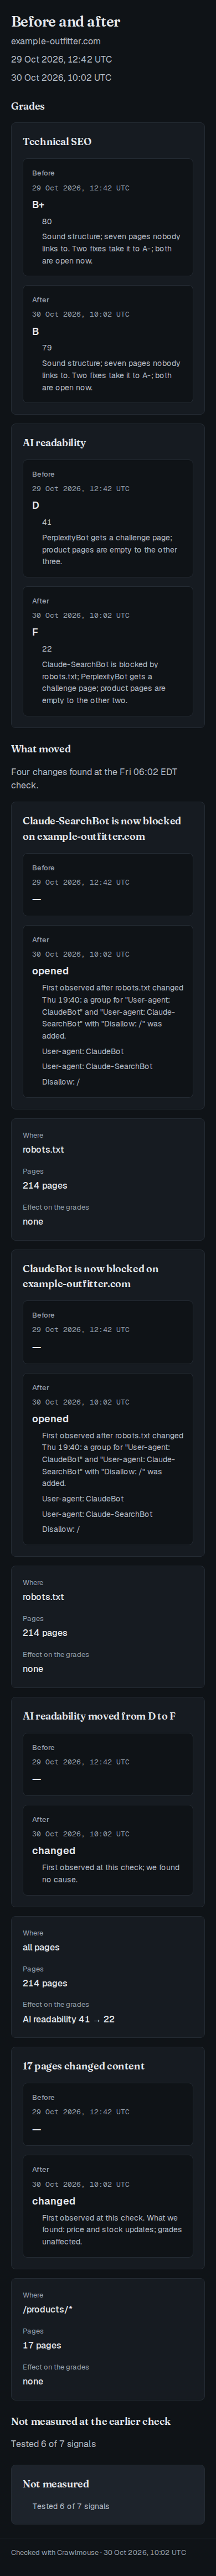 Before and after
example-outfitter.com
29 Oct 2026, 12:42 UTC
30 Oct 2026, 10:02 UTC
Grades
Technical SEO
Before
29 Oct 2026, 12:42 UTC
B+
80
Sound structure; seven pages nobody
links to. Two fixes take it to A-; both
are open now.
After
30 Oct 2026, 10:02 UTC
B
79
Sound structure; seven pages nobody
links to. Two fixes take it to A-; both
are open now.
AI readability
Before
29 Oct 2026, 12:42 UTC
D
41
PerplexityBot gets a challenge page;
product pages are empty to the other
three.
After
30 Oct 2026, 10:02 UTC
F
22
Claude-SearchBot is blocked by
robots.txt; PerplexityBot gets a
challenge page; product pages are
empty to the other two.
What moved
Four changes found at the Fri 06:02 EDT
check.
Claude-SearchBot is now blocked
on example-outfitter.com
Before
29 Oct 2026, 12:42 UTC
—
After
30 Oct 2026, 10:02 UTC
opened
First observed after robots.txt changed
Thu 19:40: a group for "User-agent:
ClaudeBot" and "User-agent: Claude-
SearchBot" with "Disallow: /" was
added.
User-agent: ClaudeBot
User-agent: Claude-SearchBot
Disallow: /
Where
robots.txt
Pages
214 pages
Effect on the grades
none
ClaudeBot is now blocked on
example-outfitter.com
Before
29 Oct 2026, 12:42 UTC
—
After
30 Oct 2026, 10:02 UTC
opened
First observed after robots.txt changed
Thu 19:40: a group for "User-agent:
ClaudeBot" and "User-agent: Claude-
SearchBot" with "Disallow: /" was
added.
User-agent: ClaudeBot
User-agent: Claude-SearchBot
Disallow: /
Where
robots.txt
Pages
214 pages
Effect on the grades
none
AI readability moved from D to F
Before
29 Oct 2026, 12:42 UTC
—
After
30 Oct 2026, 10:02 UTC
changed
First observed at this check; we found
no cause.
Where
all pages
Pages
214 pages
Effect on the grades
AI readability 41 → 22
17 pages changed content
Before
29 Oct 2026, 12:42 UTC
—
After
30 Oct 2026, 10:02 UTC
changed
First observed at this check. What we
found: price and stock updates; grades
unaffected.
Where
/products/*
Pages
17 pages
Effect on the grades
none
Not measured at the earlier check
Tested 6 of 7 signals
Not measured
Tested 6 of 7 signals
Checked with Crawlmouse · 30 Oct 2026, 10:02 UTC